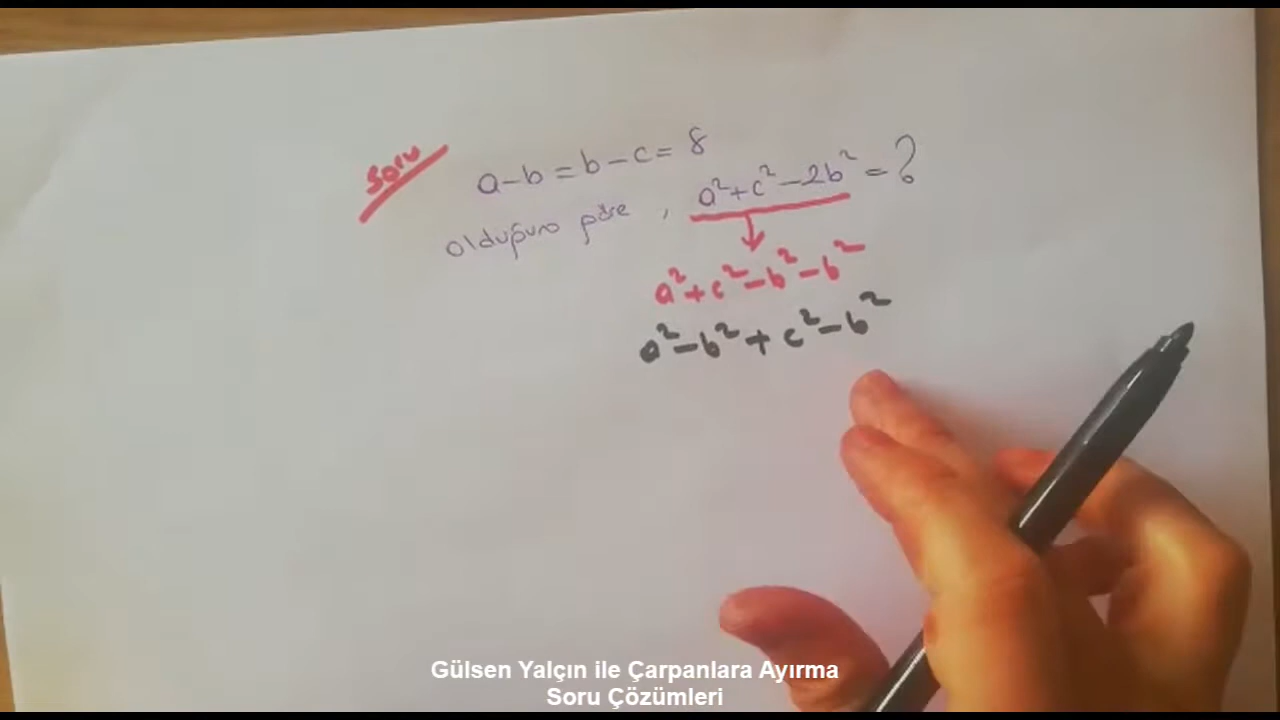 Soru
a-b=b-c=8
olduğuna göre, a²+c²-2b²=?
a²+c²-b²-b²
a²-b²+c²-b²
Gülsen Yalçın ile Çarpanlara Ayırma
Soru Çözümleri